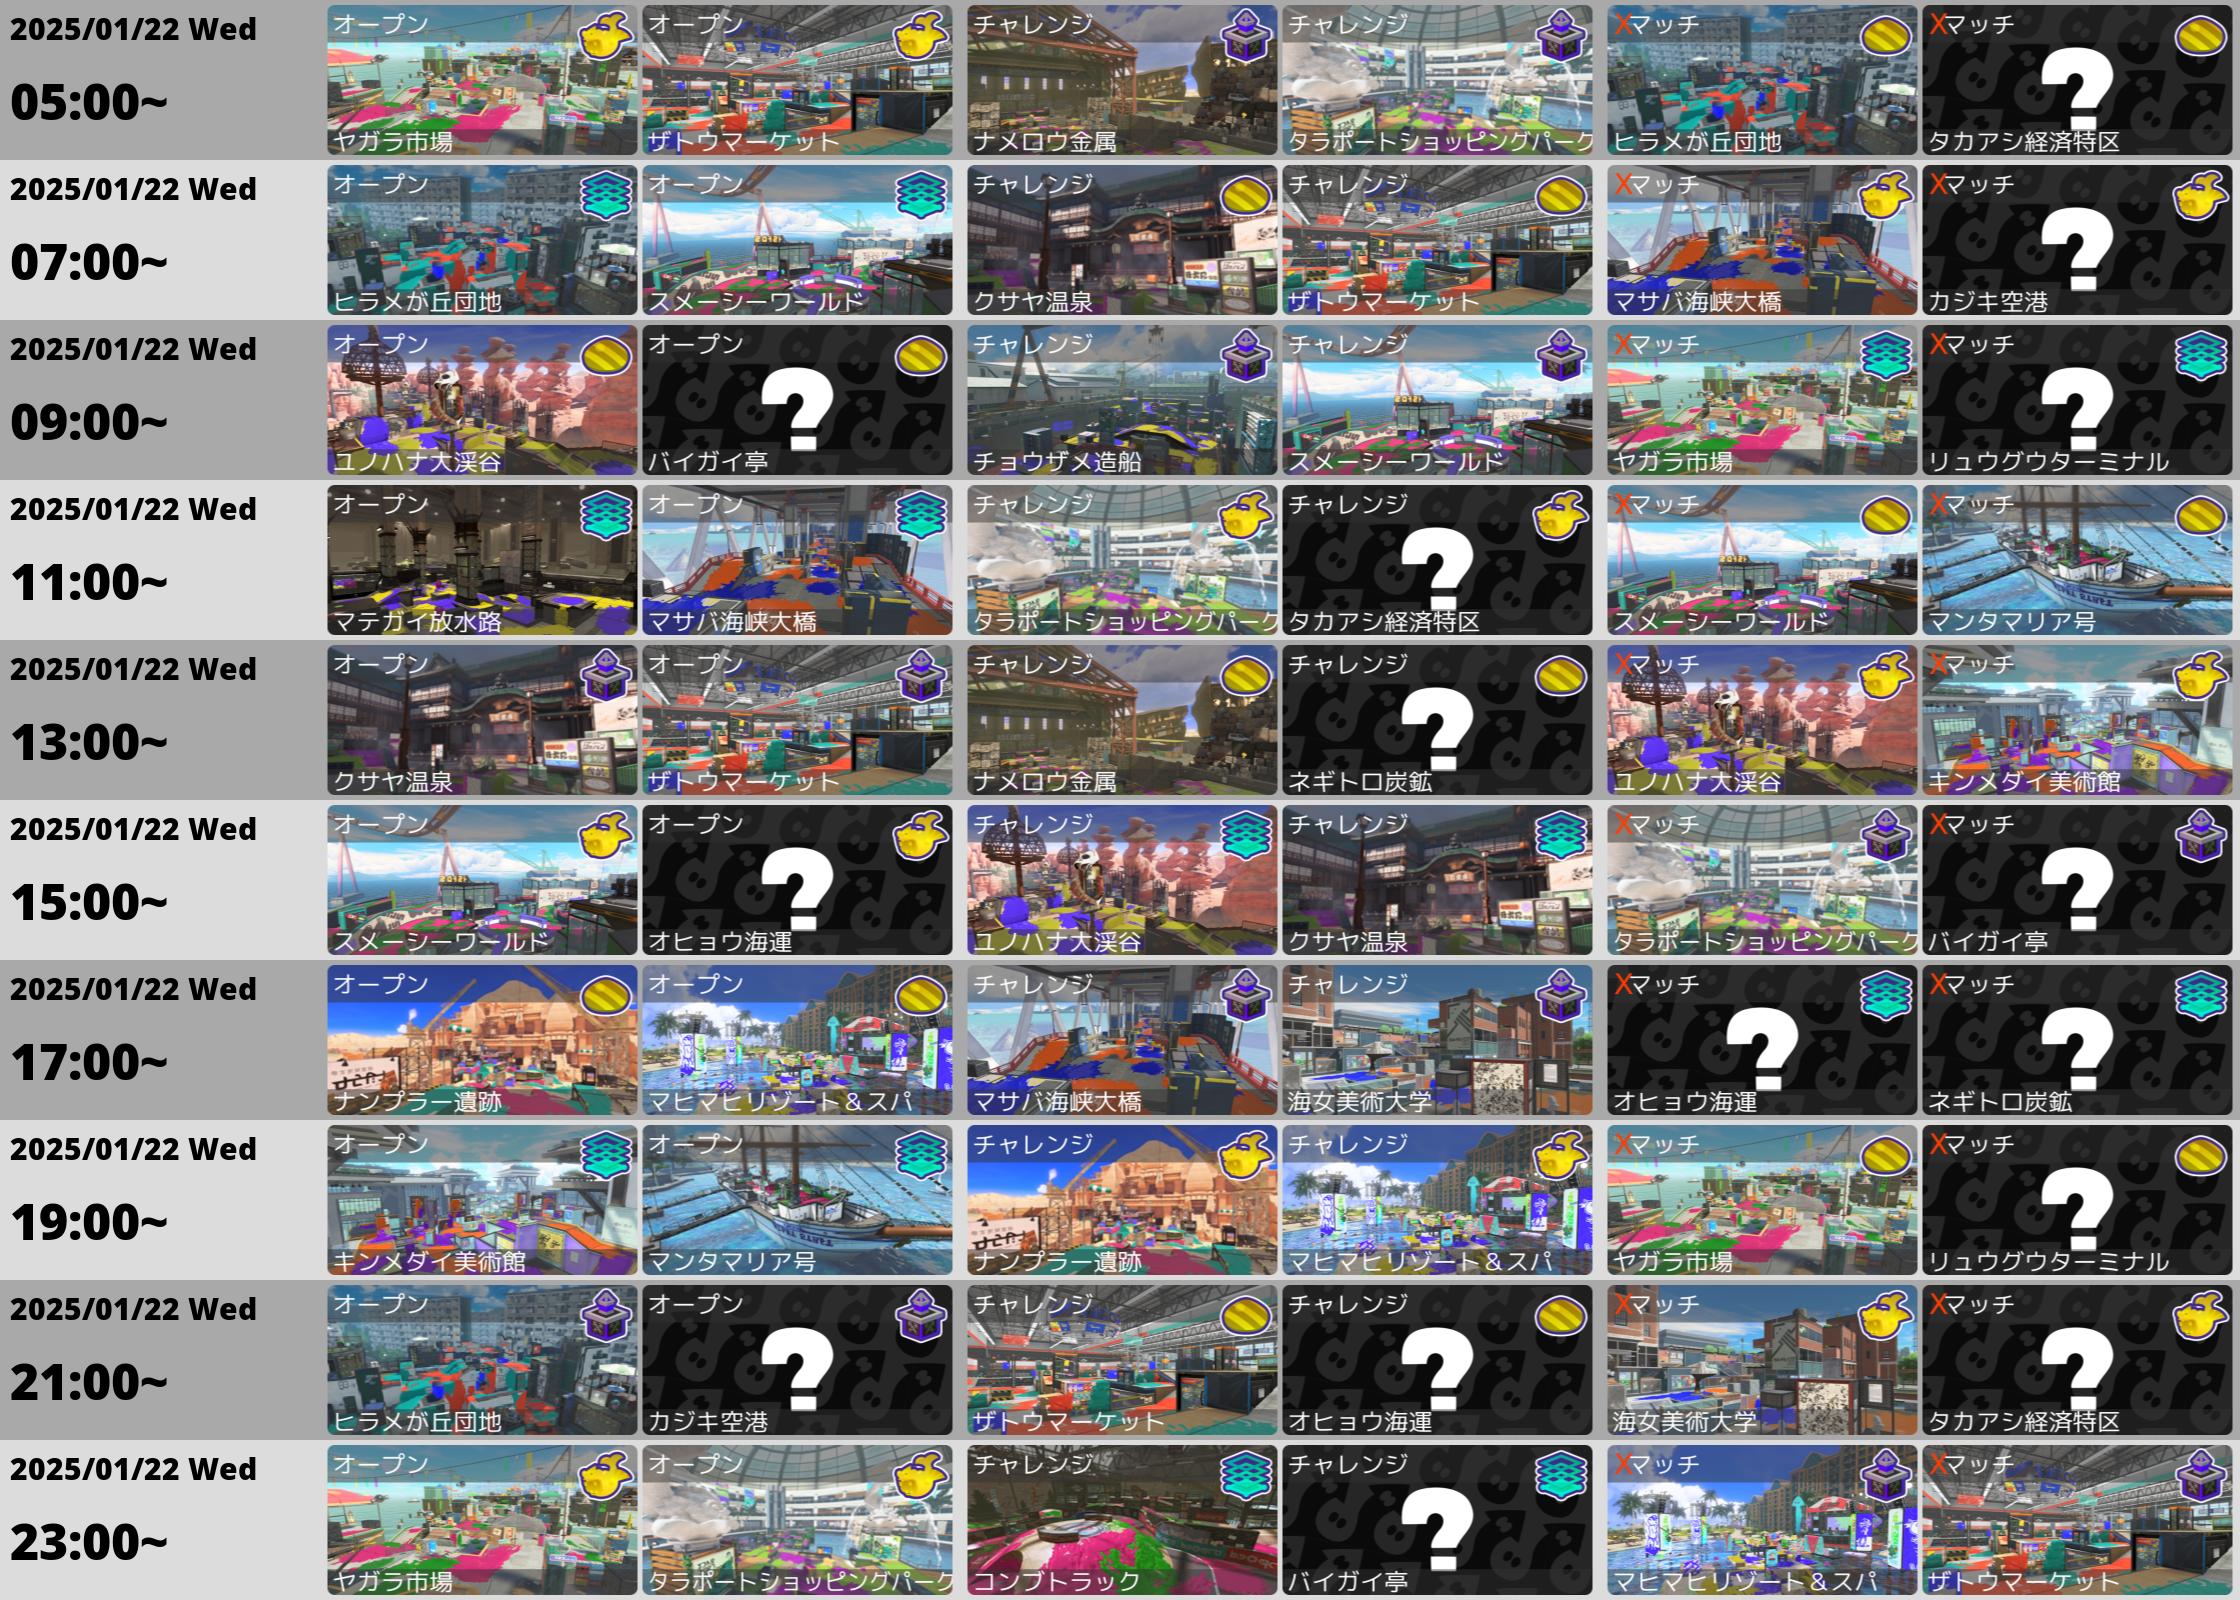 2025/01/22 Wed
05:00~
オープン
ヤガラ市場
オープン
ザトウマーケット
チャレンジ
ナメロウ金属
チャレンジ
タラポートショッピングパーク
Xマッチ
ヒラメが丘団地
Xマッチ
?
タカアシ経済特区
2025/01/22 Wed
07:00~
オープン
ヒラメが丘団地
オープン
スメーシーワールド
チャレンジ
クサヤ温泉
チャレンジ
ザトウマーケット
Xマッチ
マサバ海峡大橋
Xマッチ
?
カジキ空港
2025/01/22 Wed
09:00~
オープン
ユノハナ大渓谷
オープン
?
バイガイ亭
チャレンジ
チョウザメ造船
チャレンジ
スメーシーワールド
Xマッチ
ヤガラ市場
Xマッチ
?
リュウグウターミナル
2025/01/22 Wed
11:00~
オープン
マテガイ放水路
オープン
マサバ海峡大橋
チャレンジ
タラポートショッピングパーク
チャレンジ
?
タカアシ経済特区
Xマッチ
スメーシーワールド
Xマッチ
マンタマリア号
2025/01/22 Wed
13:00~
オープン
クサヤ温泉
オープン
ザトウマーケット
チャレンジ
ナメロウ金属
チャレンジ
?
ネギトロ炭鉱
Xマッチ
ユノハナ大渓谷
Xマッチ
キンメダイ美術館
2025/01/22 Wed
15:00~
オープン
スメーシーワールド
オープン
?
オヒョウ海運
チャレンジ
ユノハナ大渓谷
チャレンジ
クサヤ温泉
Xマッチ
タラポートショッピングパーク
Xマッチ
?
バイガイ亭
2025/01/22 Wed
17:00~
オープン
ナンプラー遺跡
オープン
マヒマヒリゾート&スパ
チャレンジ
マサバ海峡大橋
チャレンジ
海女美術大学
Xマッチ
?
オヒョウ海運
Xマッチ
?
ネギトロ炭鉱
2025/01/22 Wed
19:00~
オープン
キンメダイ美術館
オープン
マンタマリア号
チャレンジ
ナンプラー遺跡
チャレンジ
マヒマヒリゾート&スパ
Xマッチ
ヤガラ市場
Xマッチ
?
リュウグウターミナル
2025/01/22 Wed
21:00~
オープン
ヒラメが丘団地
オープン
?
カジキ空港
チャレンジ
ザトウマーケット
チャレンジ
?
オヒョウ海運
Xマッチ
海女美術大学
Xマッチ
?
タカアシ経済特区
2025/01/22 Wed
23:00~
オープン
ヤガラ市場
オープン
タラポートショッピングパーク
チャレンジ
コンブトラック
チャレンジ
?
バイガイ亭
Xマッチ
マヒマヒリゾート&スパ
Xマッチ
ザトウマーケット